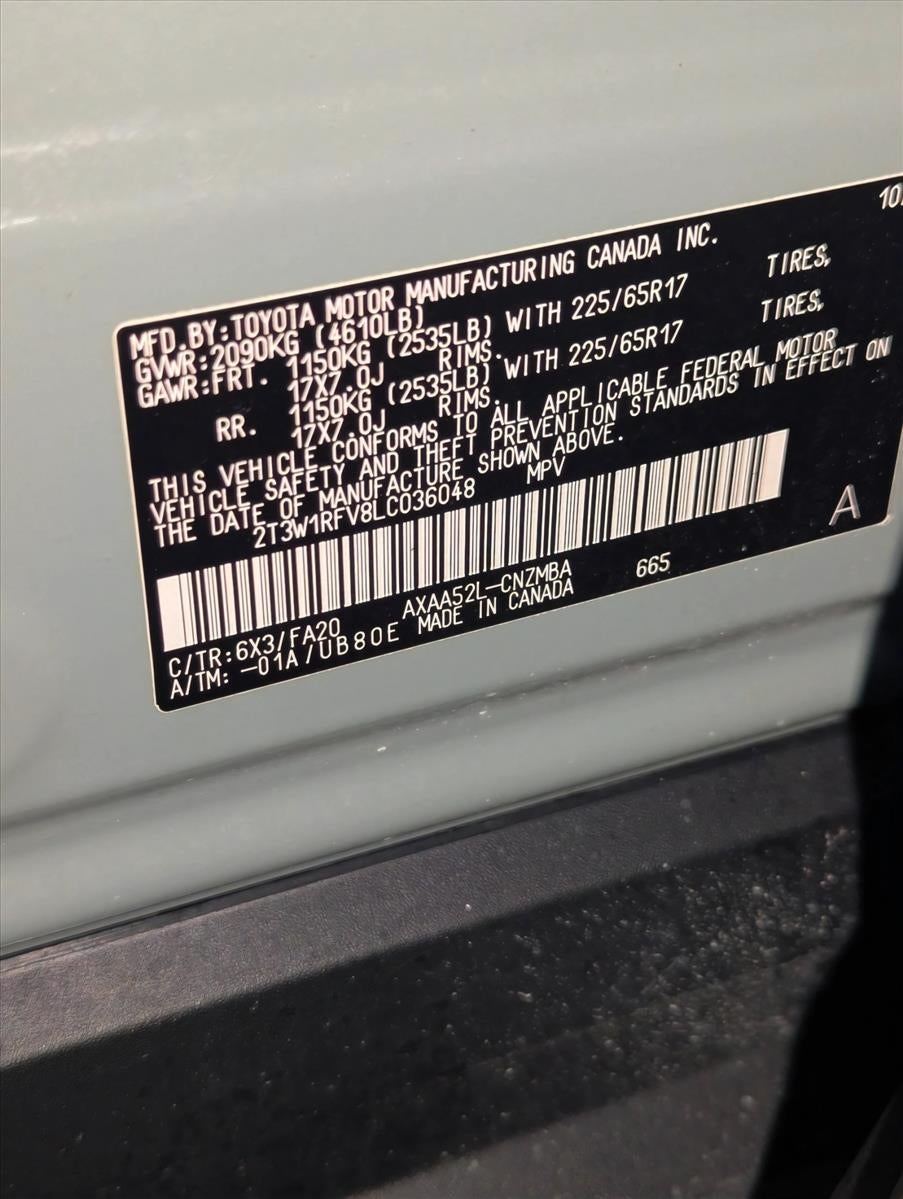 10/
MFD.BY:TOYOTA MOTOR MANUFACTURING CANADA INC.
GVWR:2090KG (4610LB)
GAWR:FRT. 1150KG (2535LB) WITH 225/65R17 TIRES,
17X7.0J RIMS.
RR. 1150KG (2535LB) WITH 225/65R17 TIRES,
17X7.0J RIMS.
THIS VEHICLE CONFORMS TO ALL APPLICABLE FEDERAL MOTOR
VEHICLE SAFETY AND THEFT PREVENTION STANDARDS IN EFFECT ON
THE DATE OF MANUFACTURE SHOWN ABOVE.
2T3W1RFV8LC036048 MPV
A
AXAA52L-CNZMBA 665
C/TR:6X3/FA20 MADE IN CANADA
A/TM: -01A/UB80E